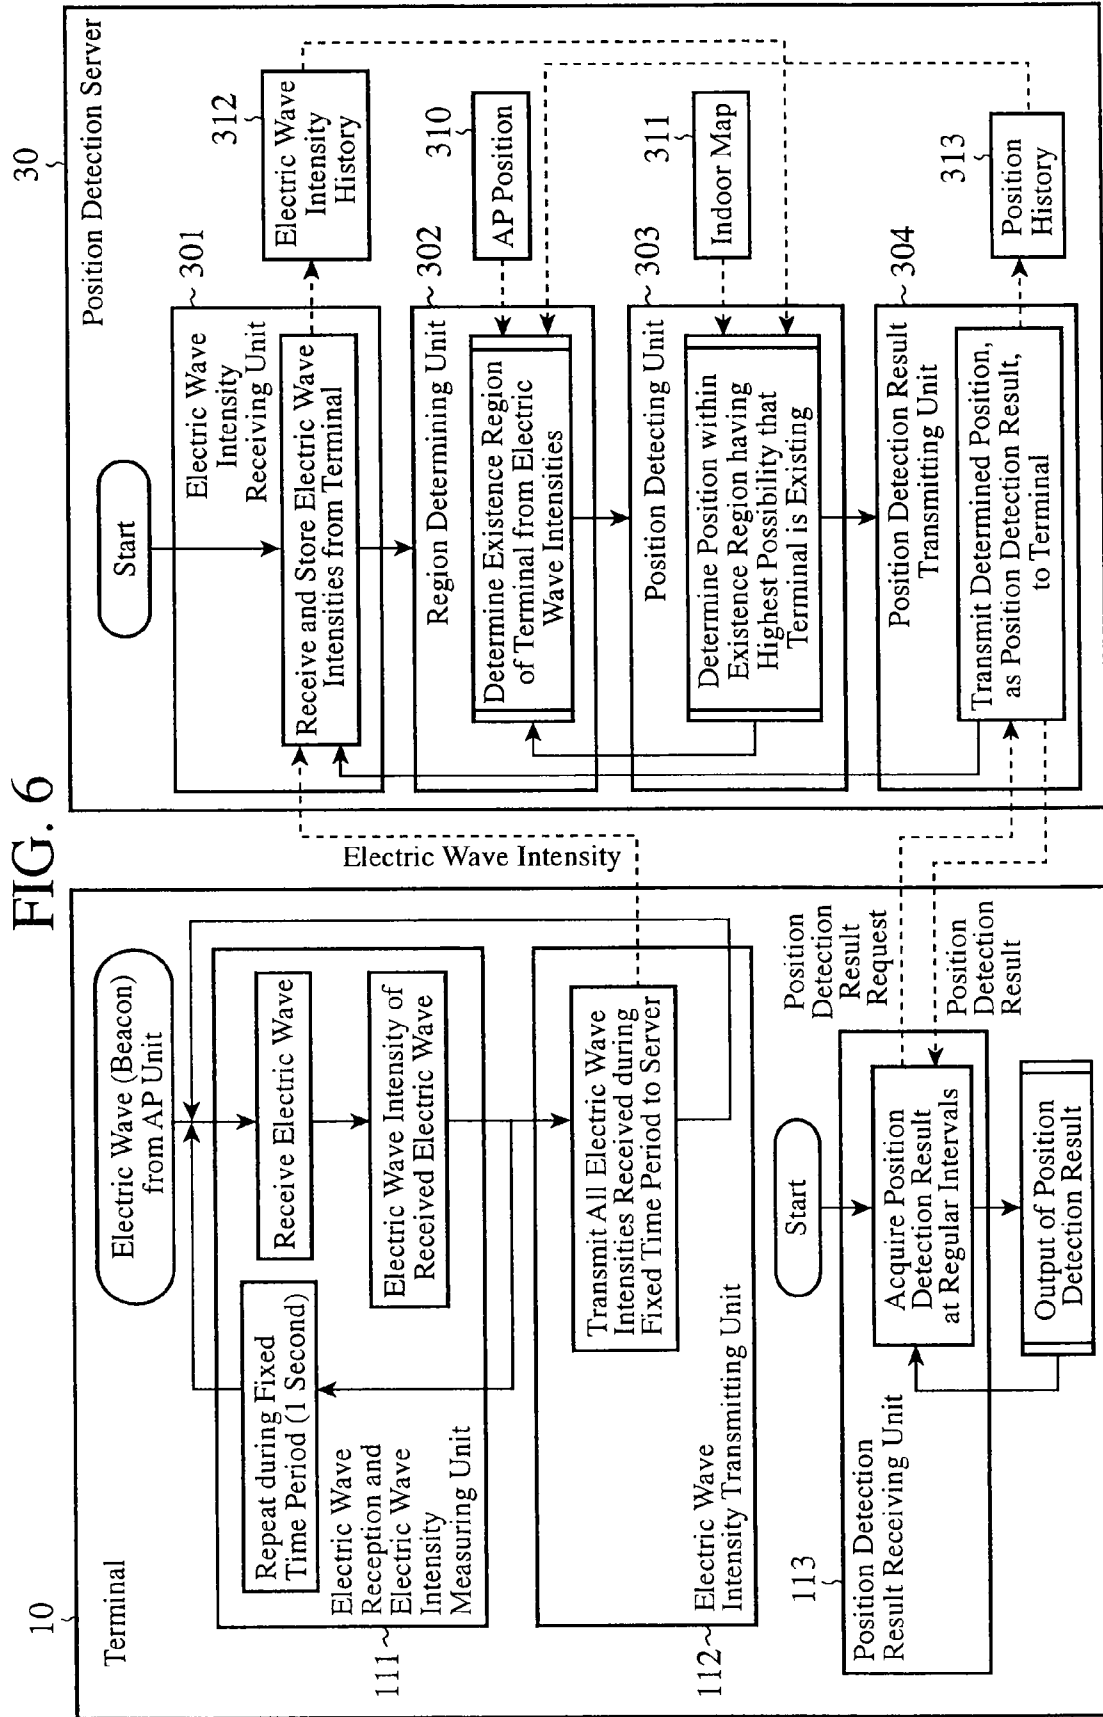 FIG. 6
10
Terminal
Electric Wave (Beacon)
from AP Unit
Repeat during Fixed
Time Period (1 Second)
Receive Electric Wave
Electric Wave Intensity of
Received Electric Wave
Electric Wave
Reception and
Electric Wave
Intensity
Measuring Unit
111
Transmit All Electric Wave
Intensities Received during
Fixed Time Period to Server
Electric Wave
Intensity Transmitting Unit
112
Electric Wave Intensity
113
Position Detection
Result Receiving Unit
Start
Acquire Position
Detection Result
at Regular Intervals
Output of Position
Detection Result
Position
Detection
Result
Request
Position
Detection
Result
30
Position Detection Server
Start
Electric Wave
Intensity
Receiving Unit
301
Receive and Store Electric Wave
Intensities from Terminal
312
Electric Wave
Intensity
History
Region Determining Unit
302
Determine Existence Region
of Terminal from Electric
Wave Intensities
310
AP Position
Position Detecting Unit
303
Determine Position within
Existence Region having
Highest Possibility that
Terminal is Existing
311
Indoor Map
Position Detection Result
Transmitting Unit
304
Transmit Determined Position,
as Position Detection Result,
to Terminal
313
Position
History